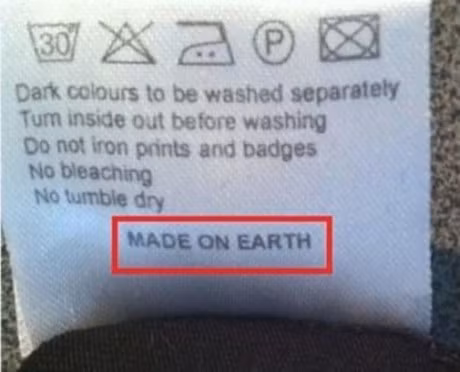 30
P
Dark colours to be washed separately
Turn inside out before washing
Do not iron prints and badges
No bleaching
No tumble dry
MADE ON EARTH